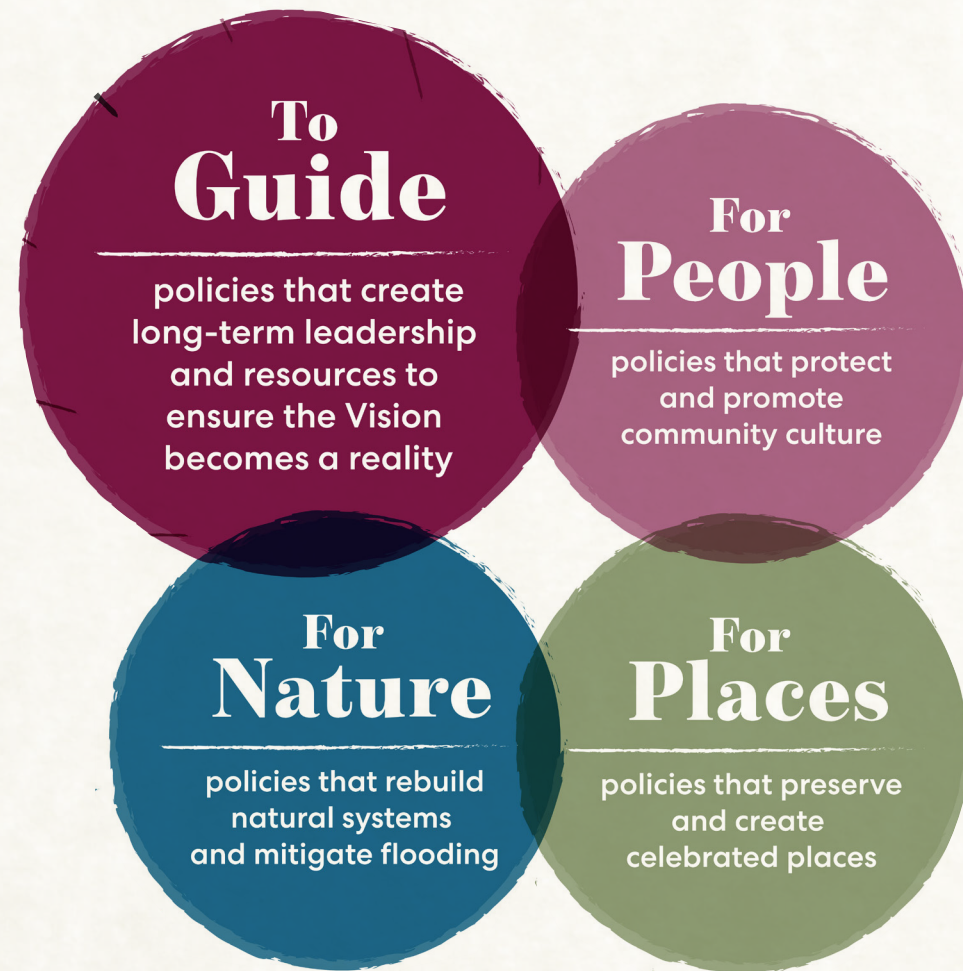 To
Guide
policies that create
long-term leadership
and resources to
ensure the Vision
becomes a reality
For
People
policies that protect
and promote
community culture
For
Nature
policies that rebuild
natural systems
and mitigate flooding
For
Places
policies that preserve
and create
celebrated places